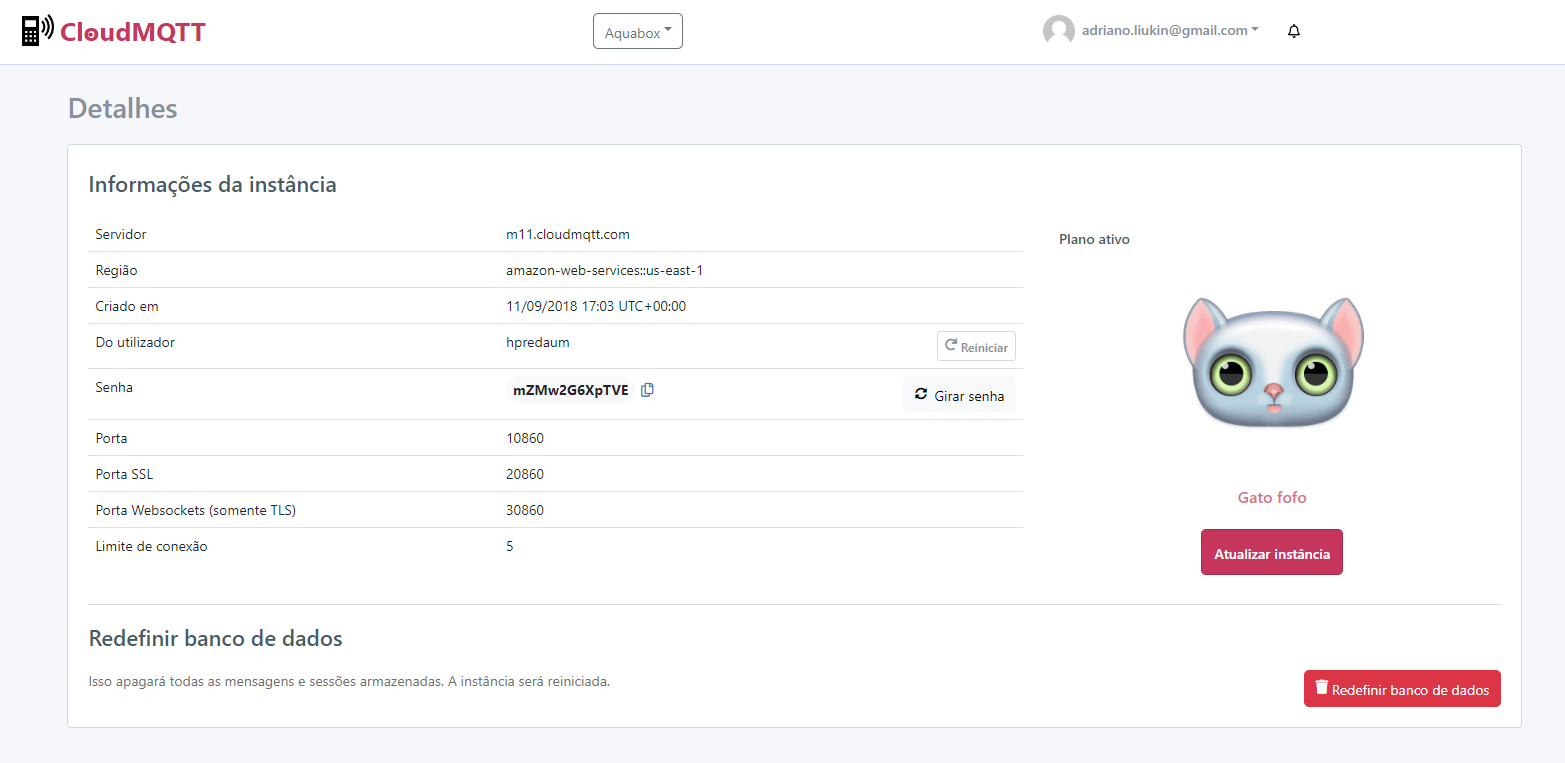 CloudMQTT
Aquabox
adriano.liukin@gmail.com
Detalhes
Informações da instância
Servidor m11.cloudmqtt.com
Plano ativo
Região amazon-web-services::us-east-1
Criado em 11/09/2018 17:03 UTC+00:00
Do utilizador hpredaum Reiniciar
Senha mZMw2G6XpTVE Girar senha
Porta 10860
Porta SSL 20860
Gato fofo
Porta Websockets (somente TLS) 30860
Limite de conexão 5
Atualizar instância
Redefinir banco de dados
Isso apagará todas as mensagens e sessões armazenadas. A instância será reiniciada.
Redefinir banco de dados